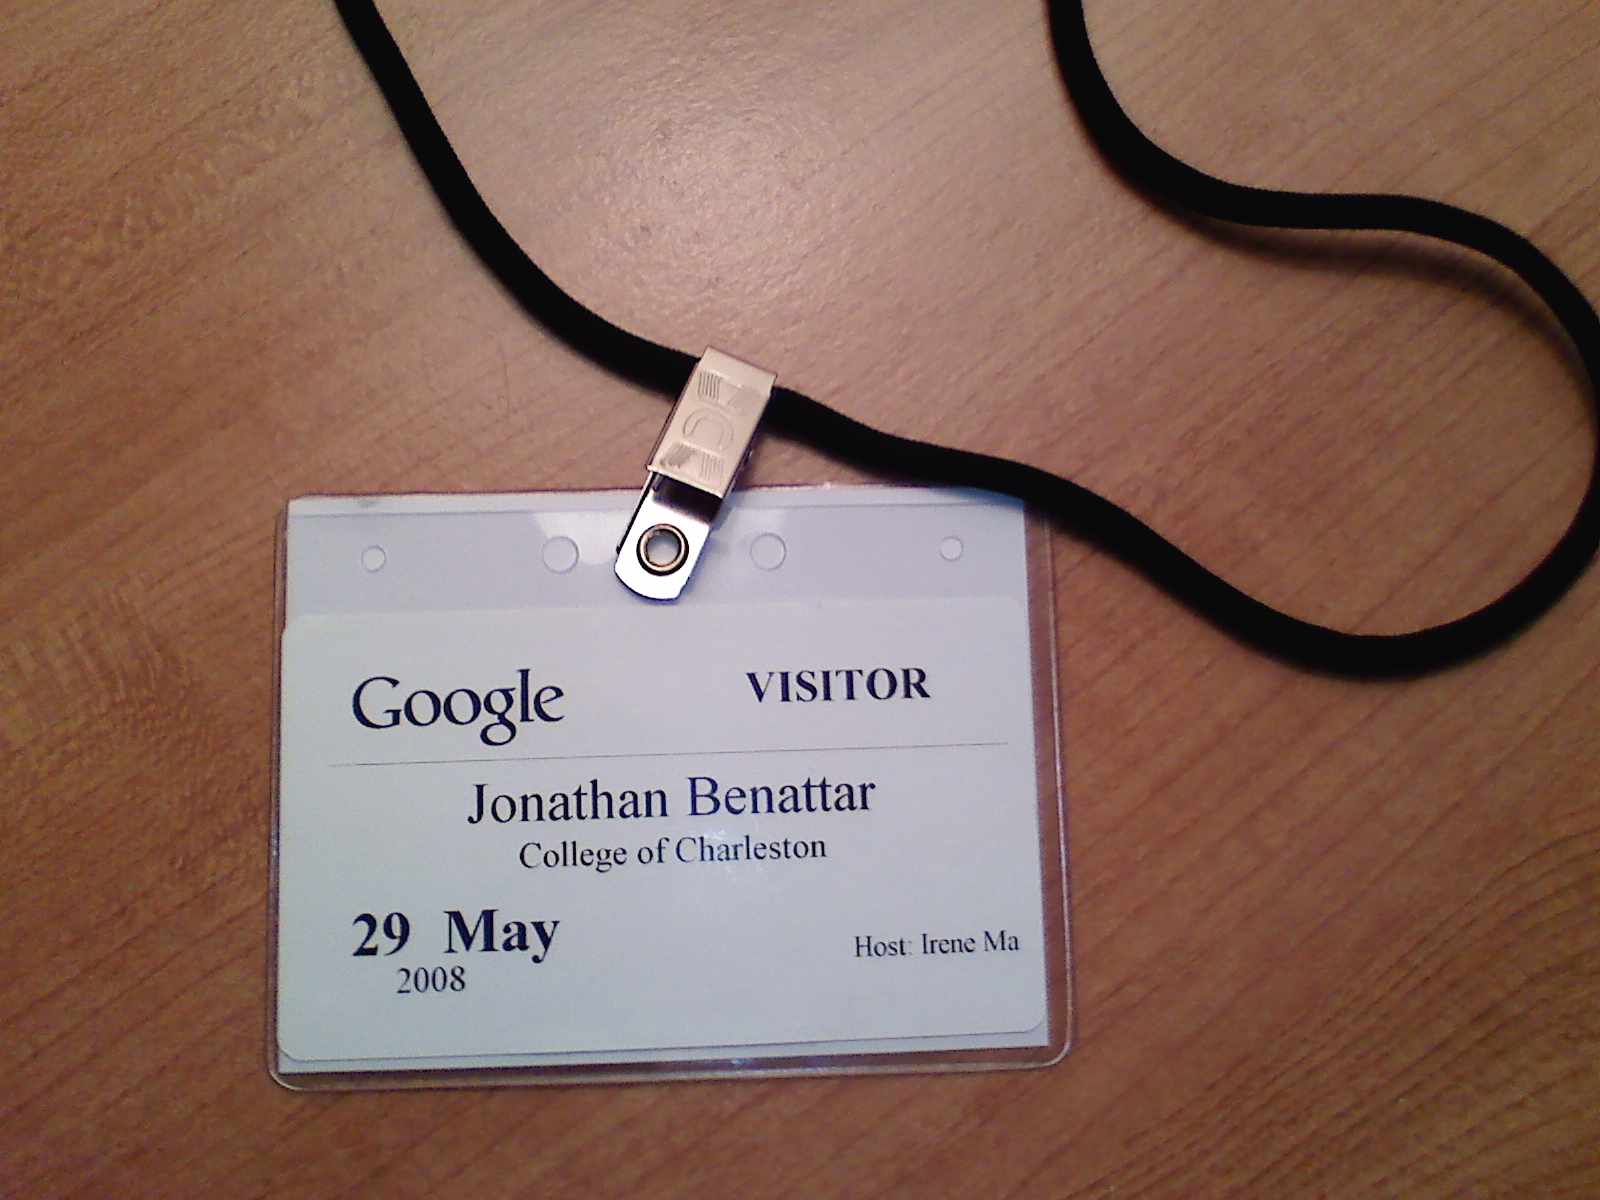 Google VISITOR
Jonathan Benattar
College of Charleston
29 May
Host: Irene Ma
2008